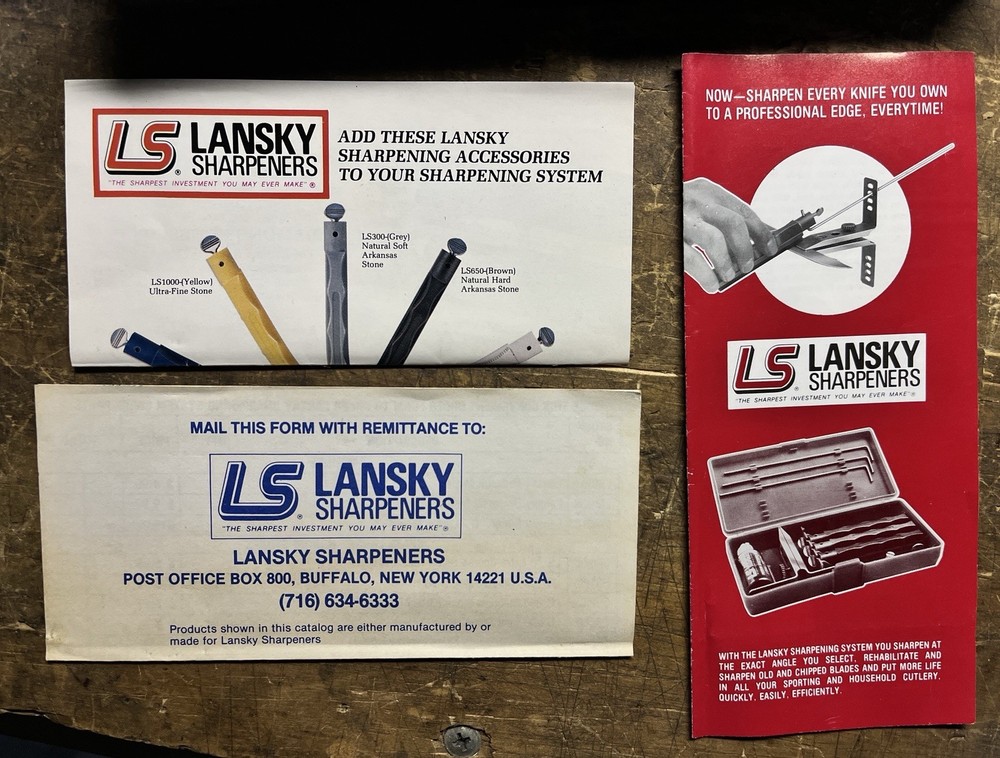 LS LANSKY
SHARPENERS
"THE SHARPEST INVESTMENT YOU MAY EVER MAKE"®
ADD THESE LANSKY
SHARPENING ACCESSORIES
TO YOUR SHARPENING SYSTEM
LS1000-(Yellow)
Ultra-Fine Stone
LS300-(Grey)
Natural Soft
Arkansas
Stone
LS650-(Brown)
Natural Hard
Arkansas Stone
MAIL THIS FORM WITH REMITTANCE TO:
LS® LANSKY
SHARPENERS
"THE SHARPEST INVESTMENT YOU MAY EVER MAKE"®
LANSKY SHARPENERS
POST OFFICE BOX 800, BUFFALO, NEW YORK 14221 U.S.A.
(716) 634-6333
Products shown in this catalog are either manufactured by or
made for Lansky Sharpeners
NOW—SHARPEN EVERY KNIFE YOU OWN
TO A PROFESSIONAL EDGE, EVERYTIME!
LS® LANSKY
SHARPENERS
"THE SHARPEST INVESTMENT YOU MAY EVER MAKE"®
WITH THE LANSKY SHARPENING SYSTEM YOU SHARPEN AT
THE EXACT ANGLE YOU SELECT. REHABILITATE AND
SHARPEN OLD AND CHIPPED BLADES AND PUT MORE LIFE
IN ALL YOUR SPORTING AND HOUSEHOLD CUTLERY.
QUICKLY. EASILY. EFFICIENTLY.